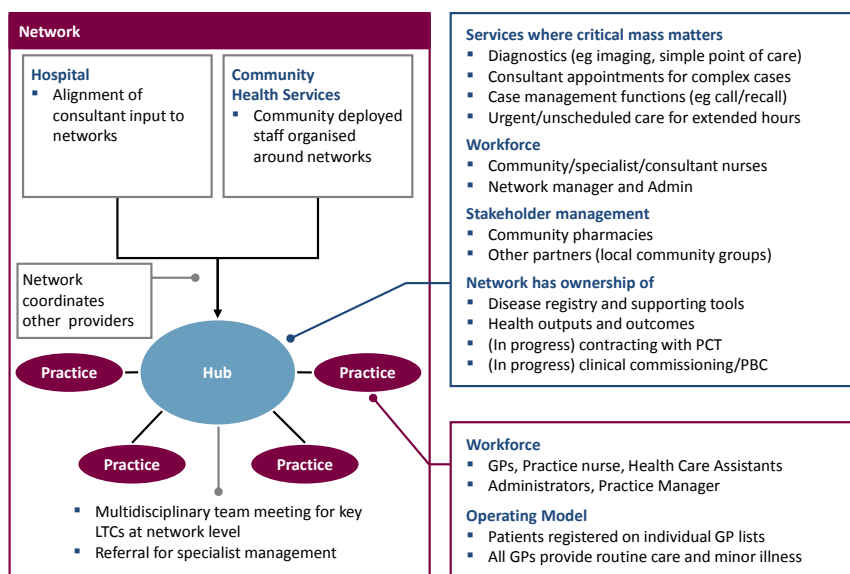 Network
Hospital
▪ Alignment of
consultant input to
networks
Community
Health Services
▪ Community deployed
staff organised
around networks
Network
coordinates
other providers
Hub
Practice
Practice
Practice
Practice
▪ Multidisciplinary team meeting for key
LTCs at network level
▪ Referral for specialist management
Services where critical mass matters
▪ Diagnostics (eg imaging, simple point of care)
▪ Consultant appointments for complex cases
▪ Case management functions (eg call/recall)
▪ Urgent/unscheduled care for extended hours
Workforce
▪ Community/specialist/consultant nurses
▪ Network manager and Admin
Stakeholder management
▪ Community pharmacies
▪ Other partners (local community groups)
Network has ownership of
▪ Disease registry and supporting tools
▪ Health outputs and outcomes
▪ (In progress) contracting with PCT
▪ (In progress) clinical commissioning/PBC
Workforce
▪ GPs, Practice nurse, Health Care Assistants
▪ Administrators, Practice Manager
Operating Model
▪ Patients registered on individual GP lists
▪ All GPs provide routine care and minor illness